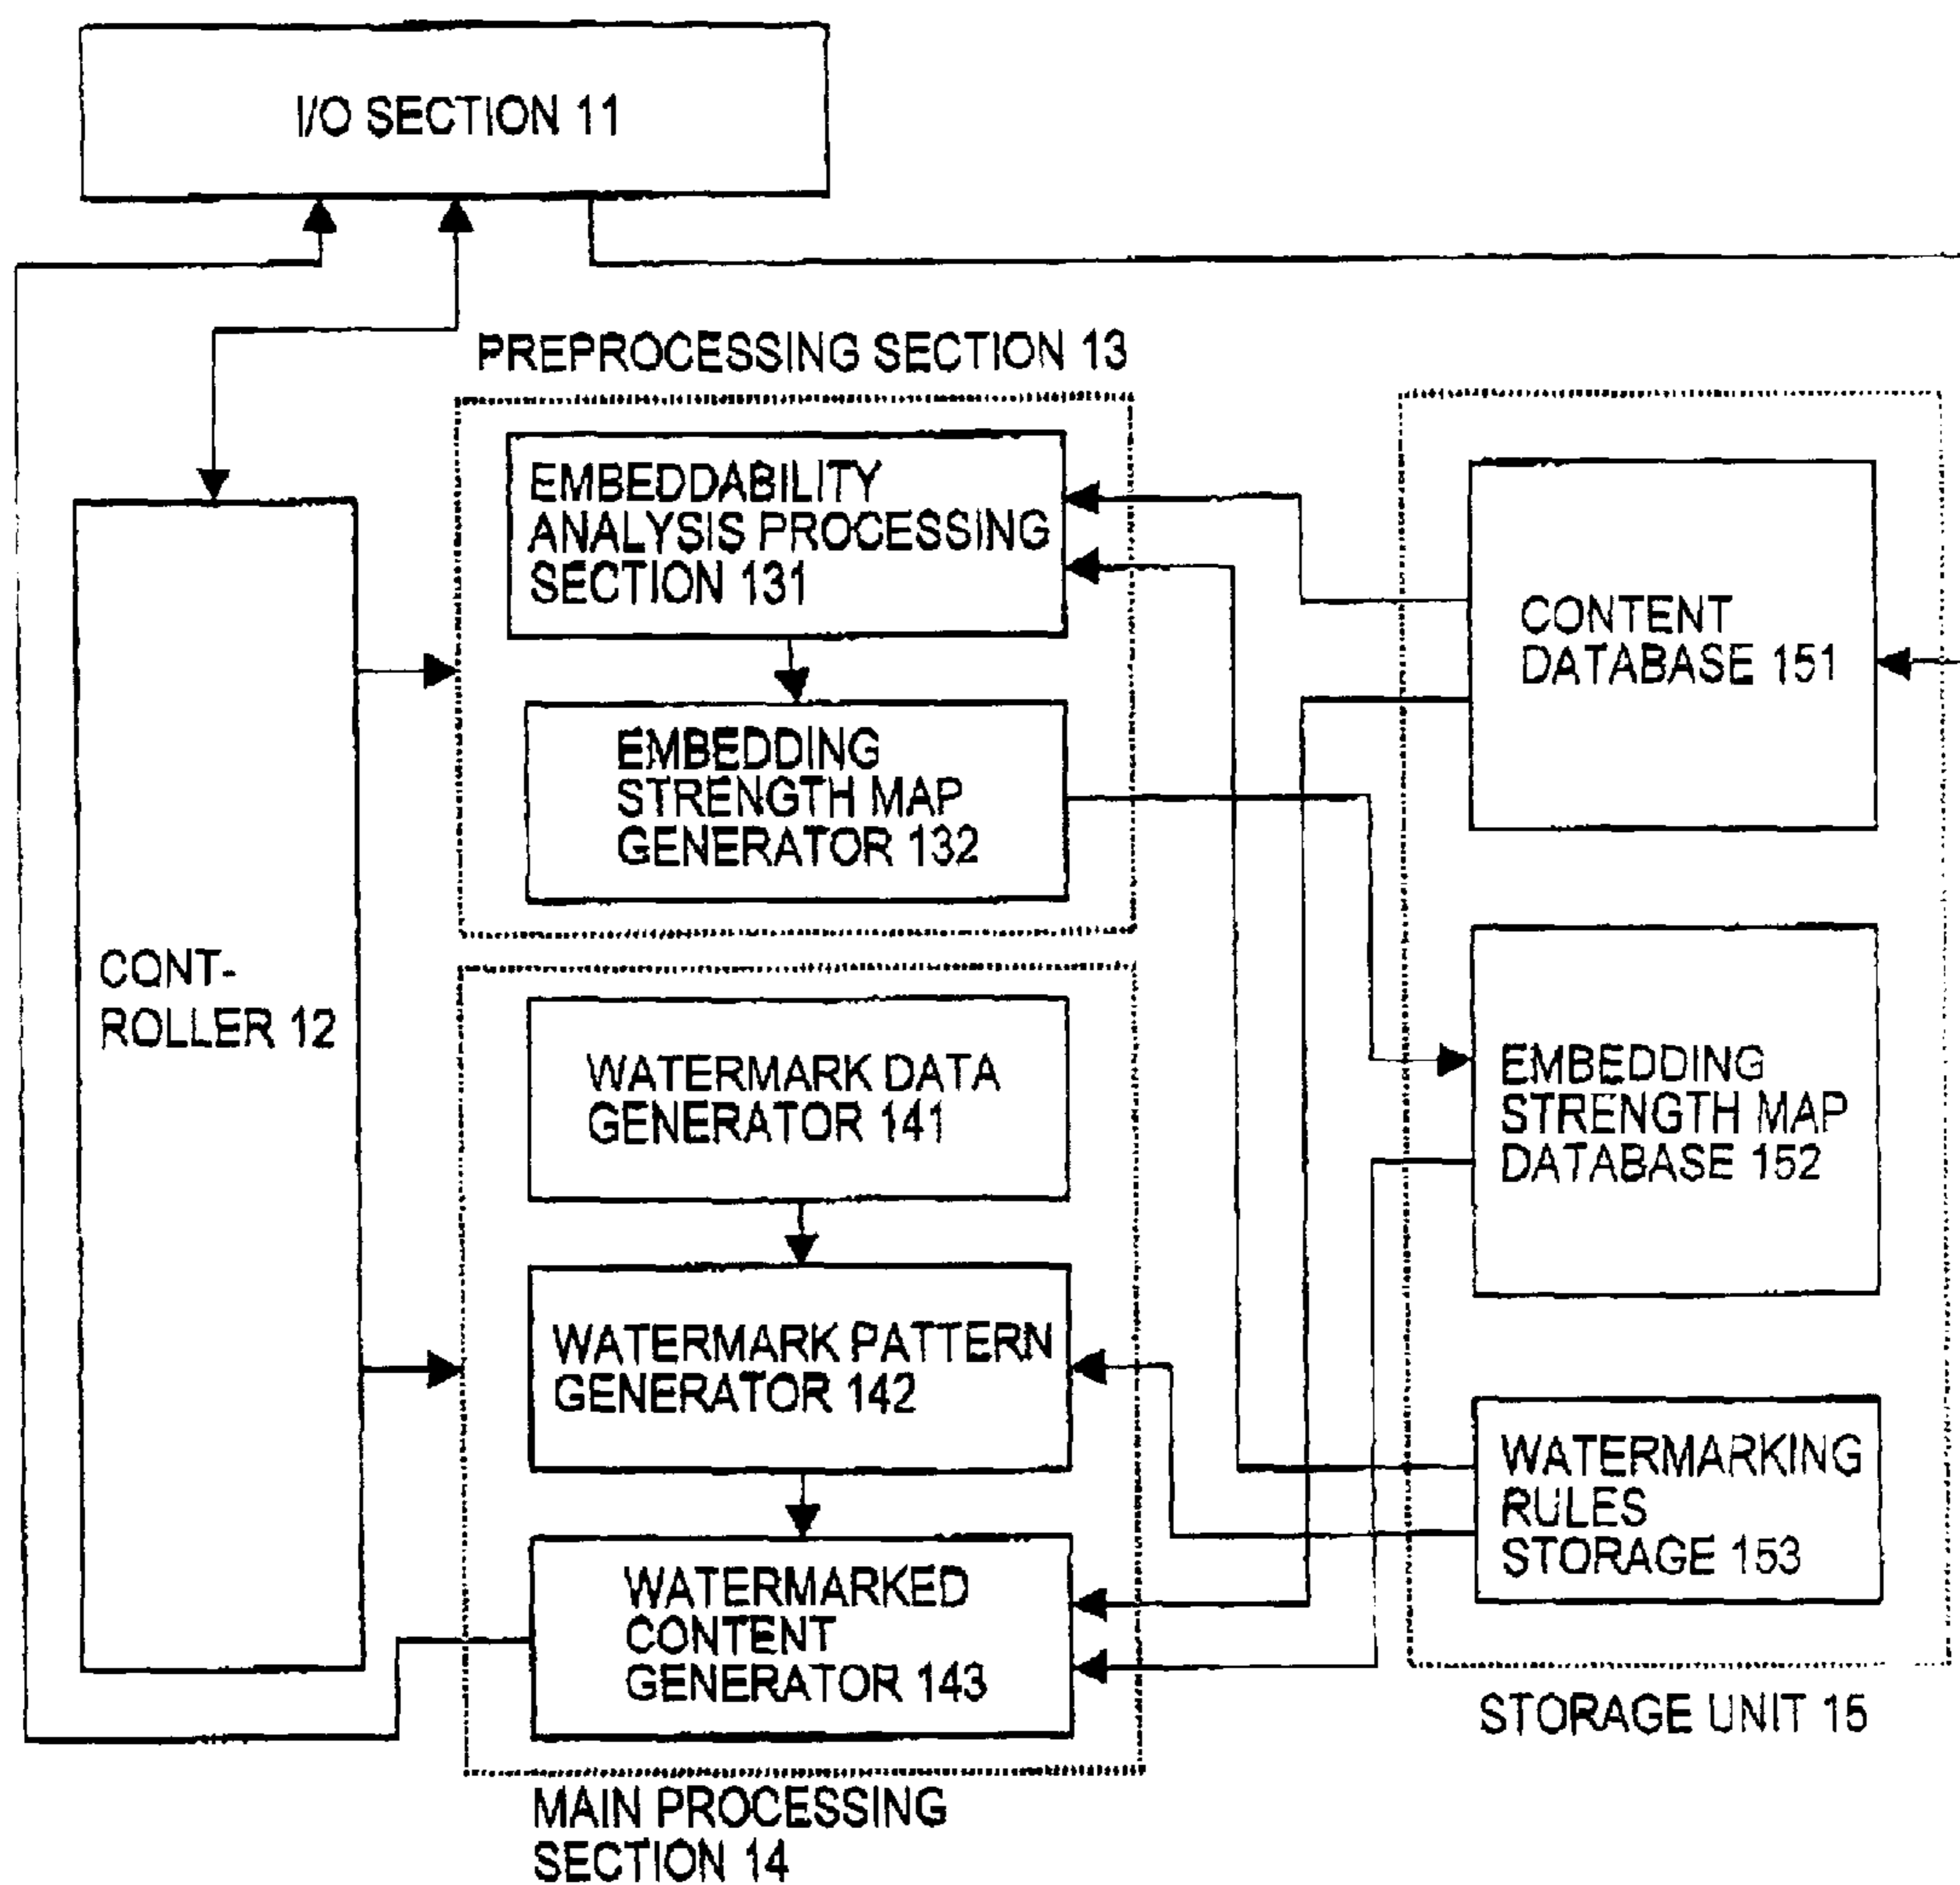 I/O SECTION 11
PREPROCESSING SECTION 13
EMBEDDABILITY
ANALYSIS PROCESSING
SECTION 131
EMBEDDING
STRENGTH MAP
GENERATOR 132
CONT-
ROLLER 12
WATERMARK DATA
GENERATOR 141
WATERMARK PATTERN
GENERATOR 142
WATERMARKED
CONTENT
GENERATOR 143
MAIN PROCESSING
SECTION 14
CONTENT
DATABASE 151
EMBEDDING
STRENGTH MAP
DATABASE 152
WATERMARKING
RULES
STORAGE 153
STORAGE UNIT 15